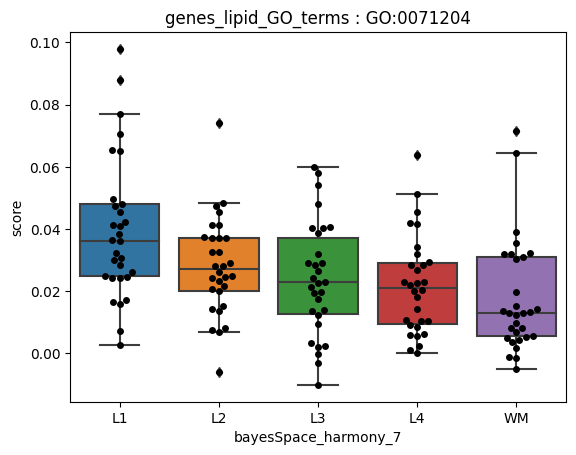 genes_lipid_GO_terms : GO:0071204
0.10
0.08
0.06
0.04
0.02
0.00
score
L1 L2 L3 L4 WM
bayesSpace_harmony_7